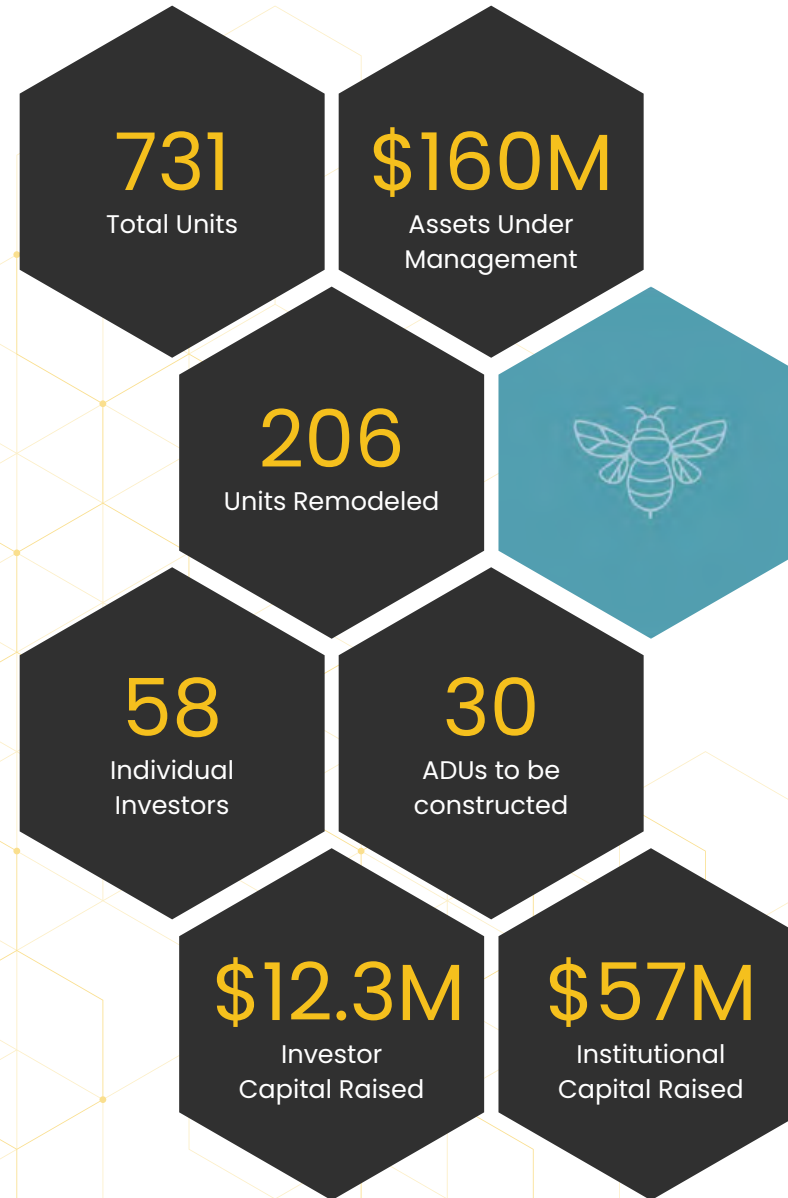 731
Total Units
$160M
Assets Under
Management
206
Units Remodeled
58
Individual
Investors
30
ADUs to be
constructed
$12.3M
Investor
Capital Raised
$57M
Institutional
Capital Raised